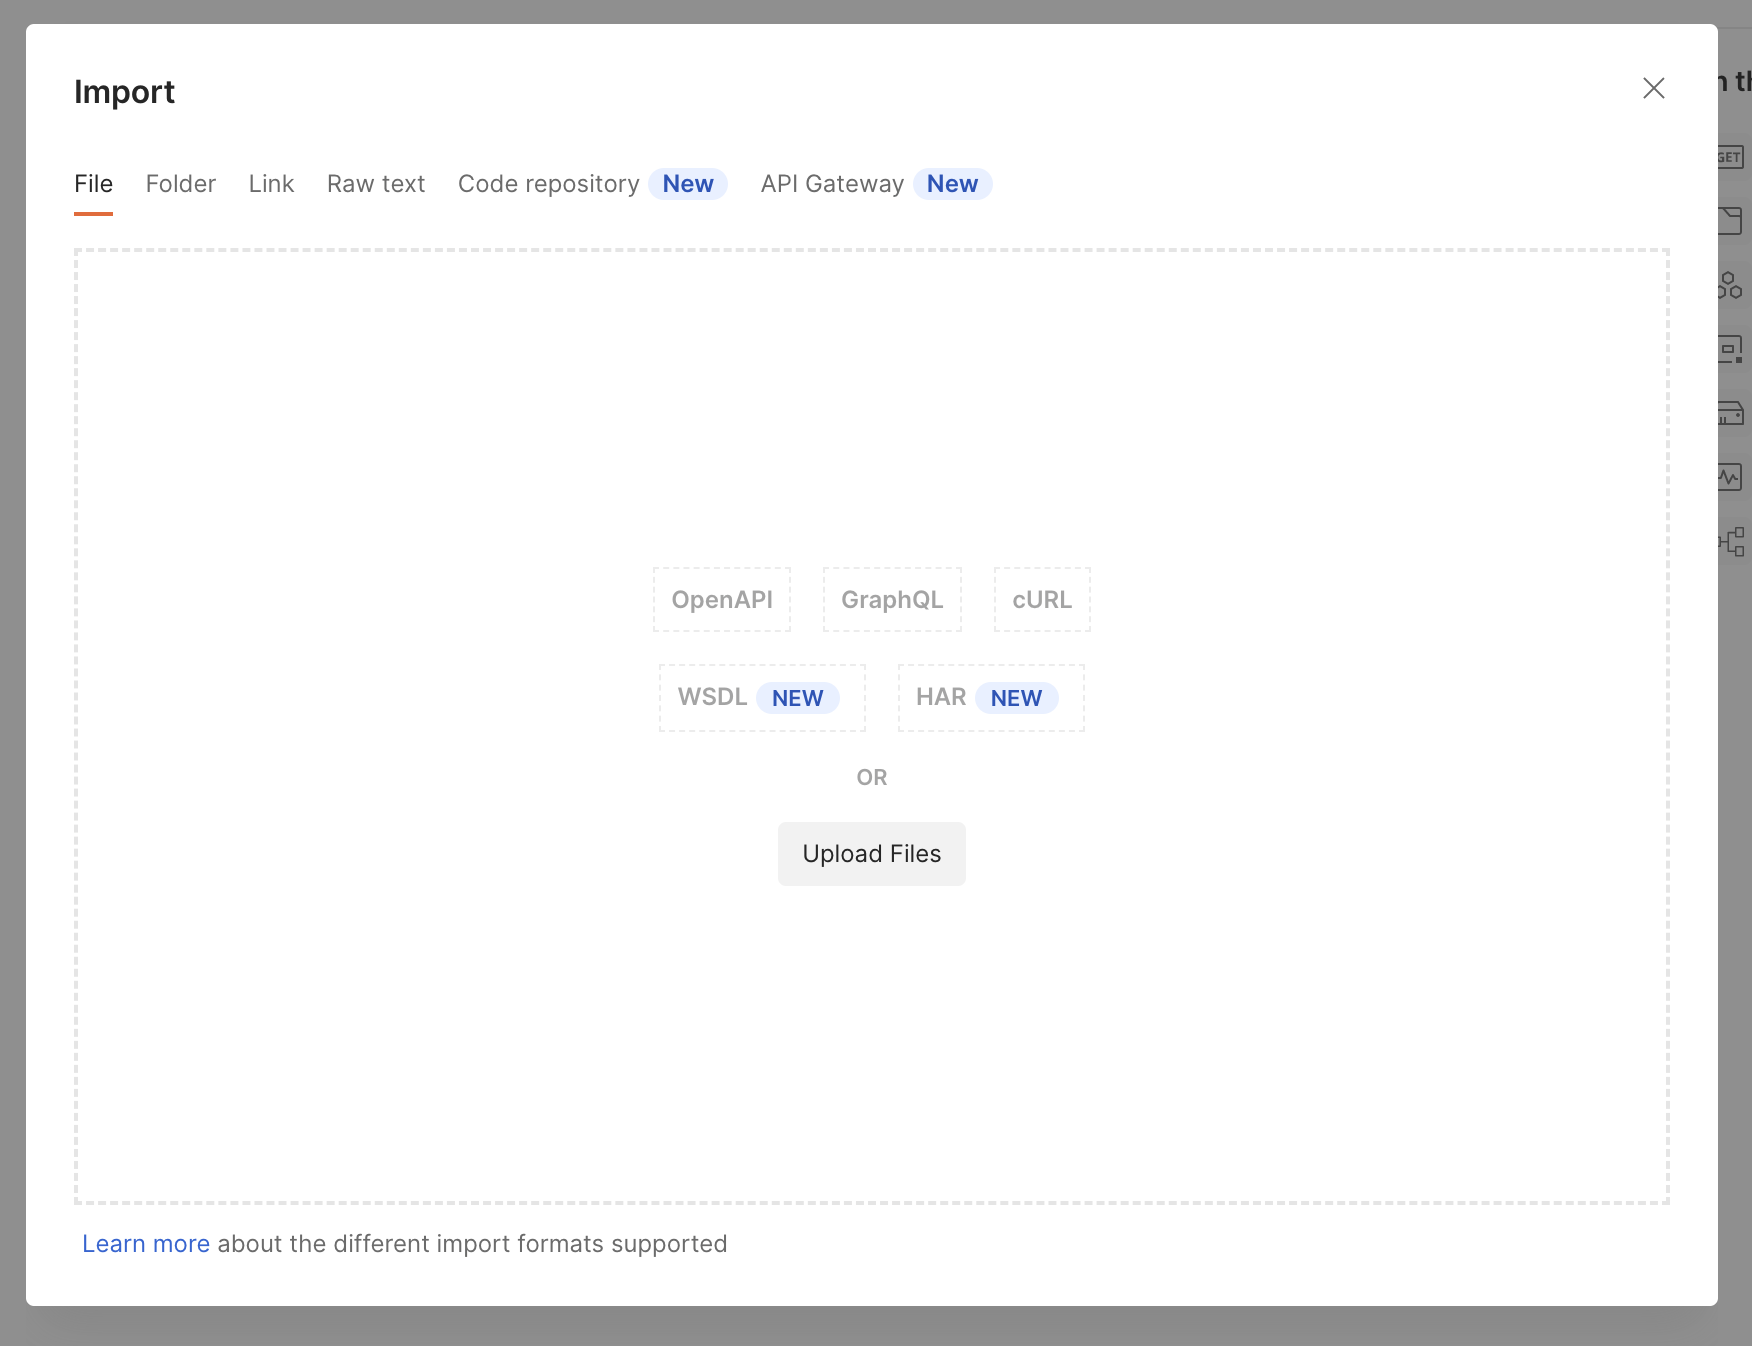 Import
File Folder Link Raw text Code repository New API Gateway New
OpenAPI GraphQL cURL
WSDL NEW HAR NEW
OR
Upload Files
Learn more about the different import formats supported
GET